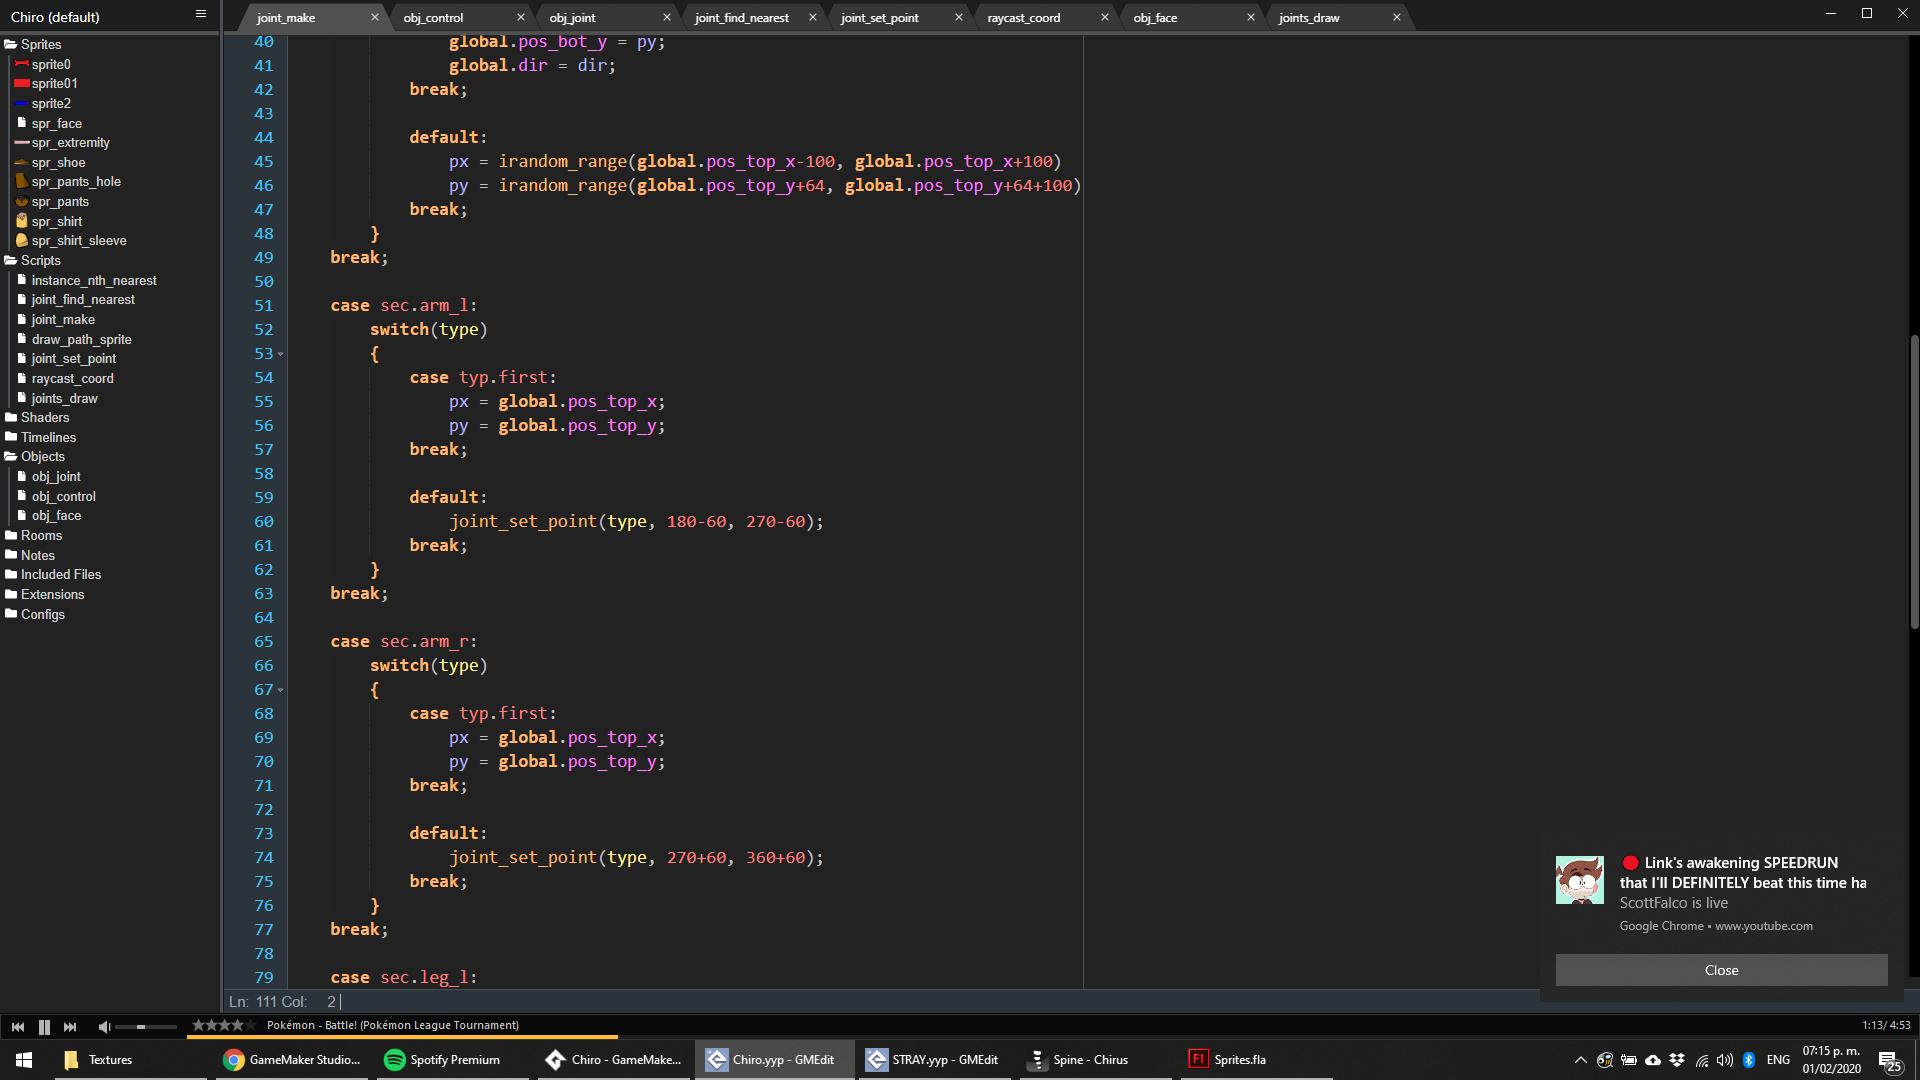 Chiro (default)
joint_make
obj_control
obj_joint
joint_find_nearest
joint_set_point
raycast_coord
obj_face
joints_draw
Sprites
sprite0
sprite01
sprite2
spr_face
spr_extremity
spr_shoe
spr_pants_hole
spr_pants
spr_shirt
spr_shirt_sleeve
Scripts
instance_nth_nearest
joint_find_nearest
joint_make
draw_path_sprite
joint_set_point
raycast_coord
joints_draw
Shaders
Timelines
Objects
obj_joint
obj_control
obj_face
Rooms
Notes
Included Files
Extensions
Configs
40 global.pos_bot_y = py;
41 global.dir = dir;
42 break;
43
44 default:
45 px = irandom_range(global.pos_top_x-100, global.pos_top_x+100)
46 py = irandom_range(global.pos_top_y+64, global.pos_top_y+64+100)
47 break;
48 }
49 break;
50
51 case sec.arm_l:
52 switch(type)
53 {
54 case typ.first:
55 px = global.pos_top_x;
56 py = global.pos_top_y;
57 break;
58
59 default:
60 joint_set_point(type, 180-60, 270-60);
61 break;
62 }
63 break;
64
65 case sec.arm_r:
66 switch(type)
67 {
68 case typ.first:
69 px = global.pos_top_x;
70 py = global.pos_top_y;
71 break;
72
73 default:
74 joint_set_point(type, 270+60, 360+60);
75 break;
76 }
77 break;
78
79 case sec.leg_l:
Ln: 111 Col: 2
Link's awakening SPEEDRUN
that I'll DEFINITELY beat this time ha
ScottFalco is live
Google Chrome • www.youtube.com
Close
Pokémon - Battle! (Pokémon League Tournament)
1:13/ 4:53
Textures
GameMaker Studio...
Spotify Premium
Chiro - GameMake...
Chiro.yyp - GMEdit
STRAY.yyp - GMEdit
Spine - Chirus
Fl
Sprites.fla
ENG
07:15 p. m.
01/02/2020
25